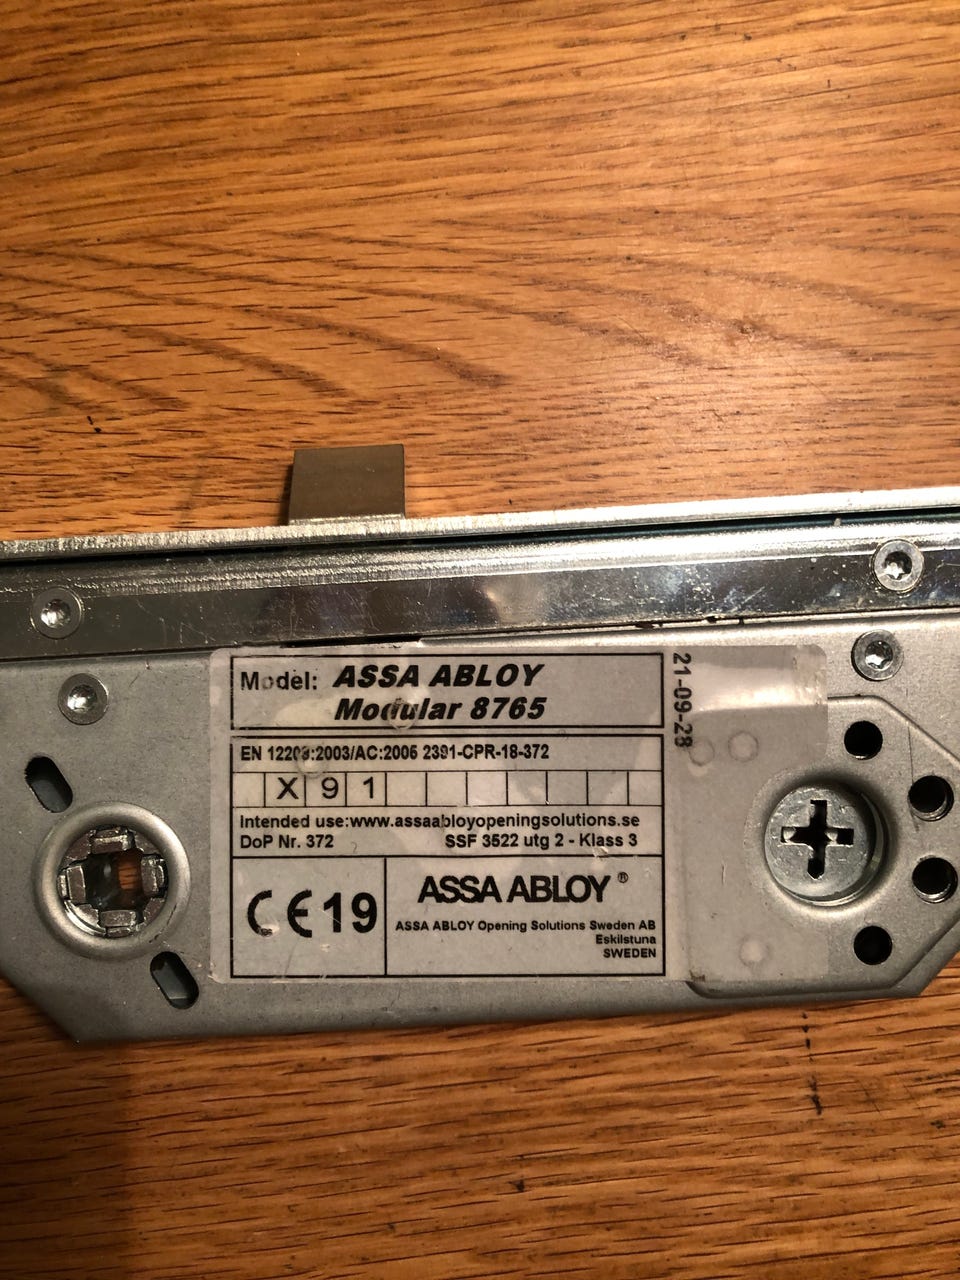 Model: ASSA ABLOY
Modular 8765
EN 12209:2003/AC:2005 2391-CPR-18-372
X 9 1
Intended use:www.assaabloyopeningsolutions.se
DoP Nr. 372 SSF 3522 utg 2 - Klass 3
CE 19
ASSA ABLOY ®
ASSA ABLOY Opening Solutions Sweden AB
Eskilstuna
SWEDEN
21-09-28